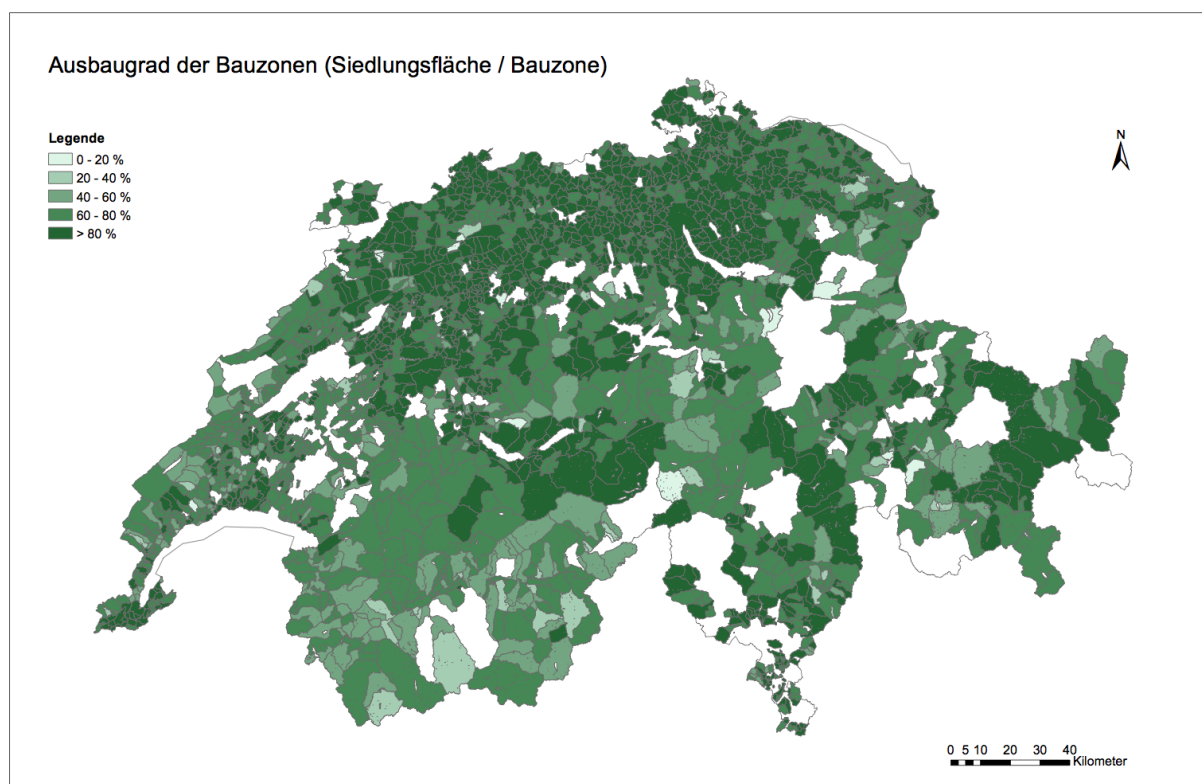 Ausbaugrad der Bauzonen (Siedlungsfläche / Bauzone)
Legende
0 - 20 %
20 - 40 %
40 - 60 %
60 - 80 %
> 80 %
N
0 5 10 20 30 40
Kilometer